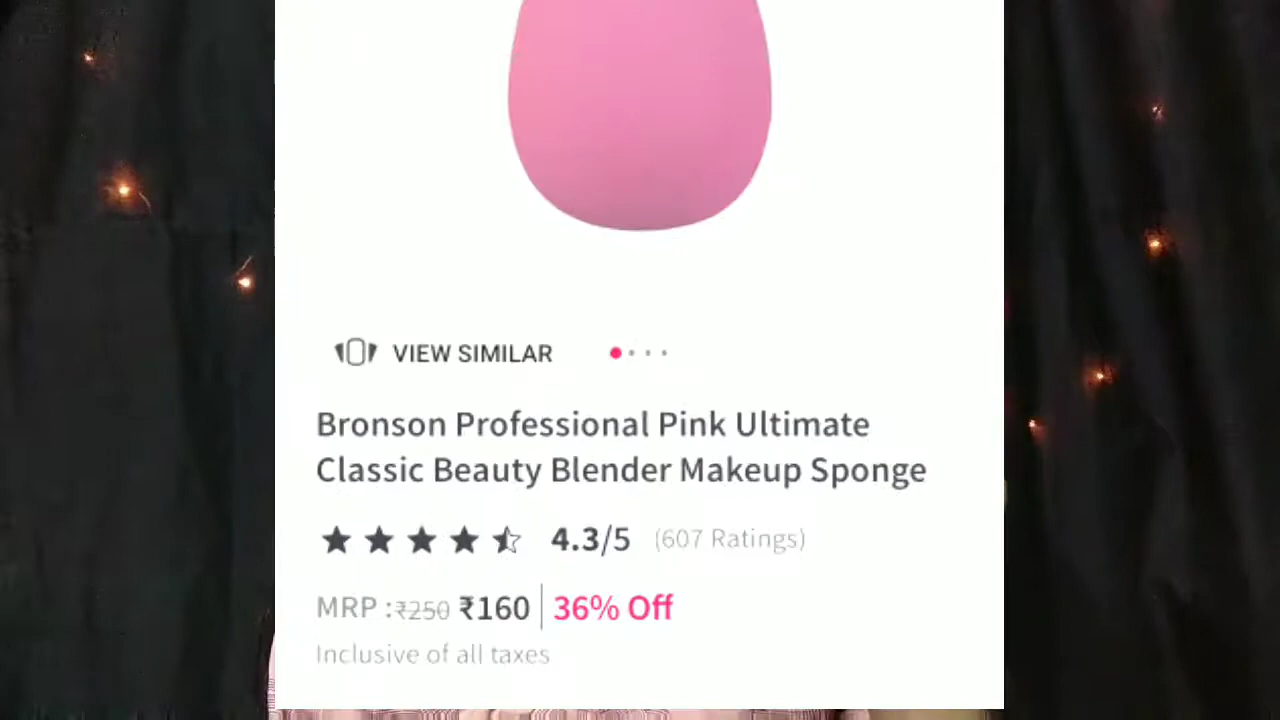 VIEW SIMILAR
Bronson Professional Pink Ultimate
Classic Beauty Blender Makeup Sponge
4.3/5 (607 Ratings)
MRP : ₹250 ₹160 36% Off
Inclusive of all taxes